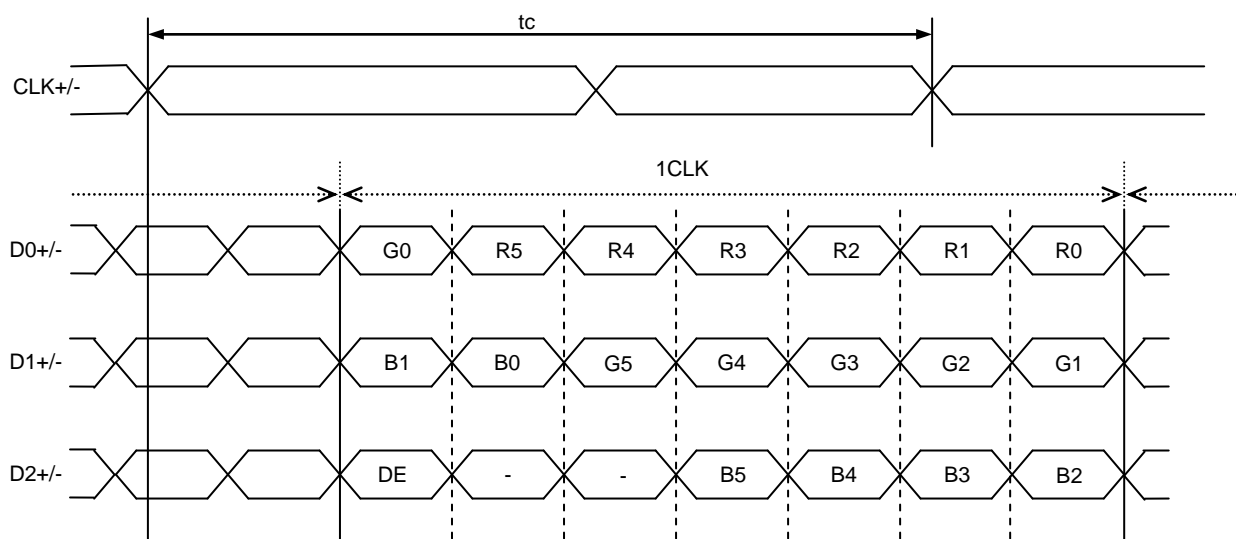 tc
CLK+/-
1CLK
D0+/- G0 R5 R4 R3 R2 R1 R0
D1+/- B1 B0 G5 G4 G3 G2 G1
D2+/- DE - - B5 B4 B3 B2